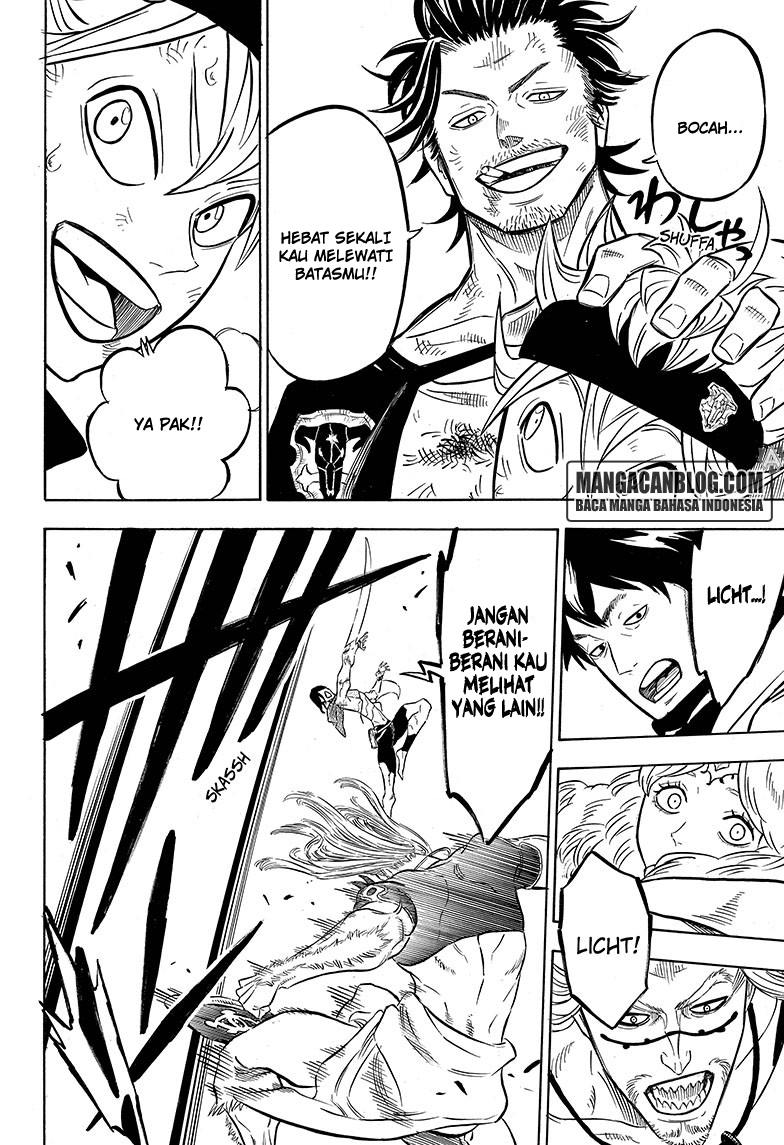 BOCAH...
わしゃ
SHUFFA
HEBAT SEKALI
KAU MELEWATI
BATASMU!!
YA PAK!!
MANGACANBLOG.COM
BACA MANGA BAHASA INDONESIA
LICHT...!
LICHT!
JANGAN
BERANI-
BERANI KAU
MELIHAT
YANG LAIN!!
SKASSH